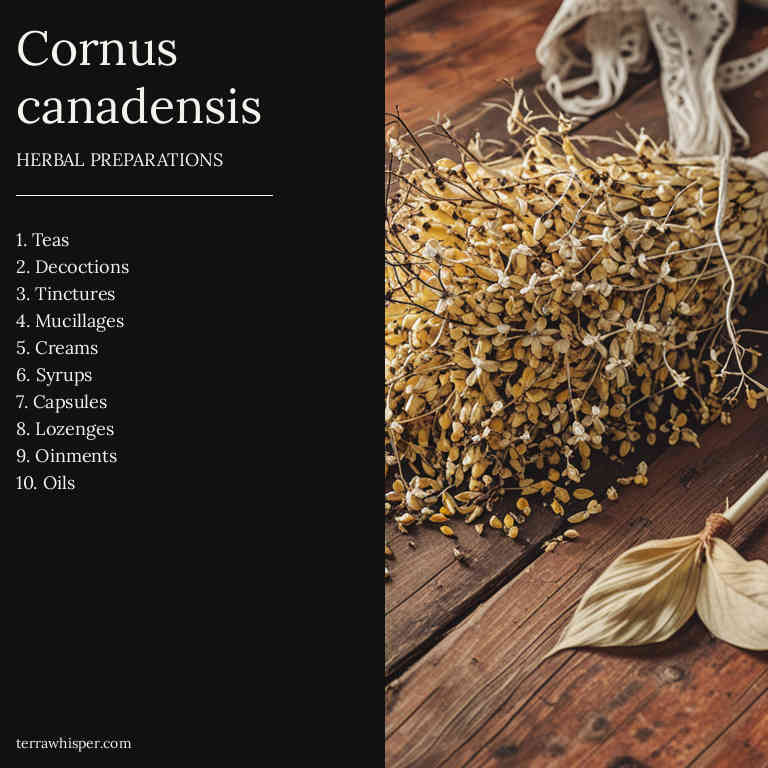 Cornus
canadensis
HERBAL PREPARATIONS
1. Teas
2. Decoctions
3. Tinctures
4. Mucillages
5. Creams
6. Syrups
7. Capsules
8. Lozenges
9. Oinments
10. Oils
terrawhisper.com